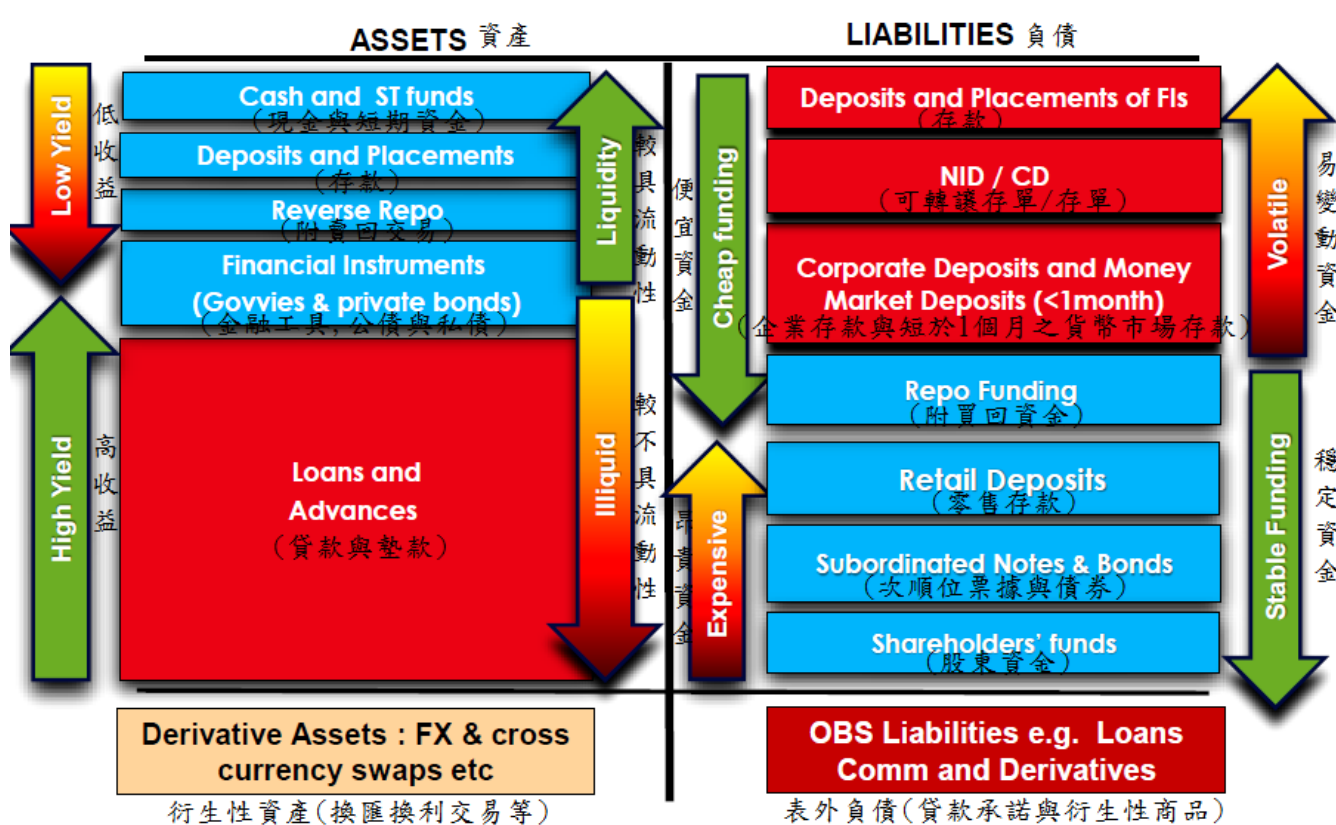 ASSETS 資產
LIABILITIES 負債
Low Yield
低收益
Cash and ST funds
(現金與短期資金)
Deposits and Placements
(存款)
Reverse Repo
(附賣回交易)
Financial Instruments
(Govvies & private bonds)
(金融工具, 公債與私債)
High Yield
高收益
Loans and
Advances
(貸款與墊款)
Liquidity
較具流動性
Illiquid
較不具流動性
便宜資金
Cheap funding
昂貴資金
Expensive
Deposits and Placements of FIs
(存款)
NID / CD
(可轉讓存單/存單)
Corporate Deposits and Money
Market Deposits (<1month)
(企業存款與短於1個月之貨幣市場存款)
Repo Funding
(附買回資金)
Retail Deposits
(零售存款)
Subordinated Notes & Bonds
(次順位票據與債券)
Shareholders’ funds
(股東資金)
Volatile
易變動資金
Stable Funding
穩定資金
Derivative Assets : FX & cross
currency swaps etc
衍生性資產(換匯換利交易等)
OBS Liabilities e.g. Loans
Comm and Derivatives
表外負債(貸款承諾與衍生性商品)